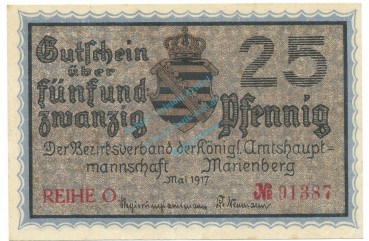 Gutschein
über
fünfund
zwanzig
25
Pfennig
Der Bezirksverband der Königl. Amtshaupt-
mannschaft Marienberg
Mai 1917
REIHE O № 91387